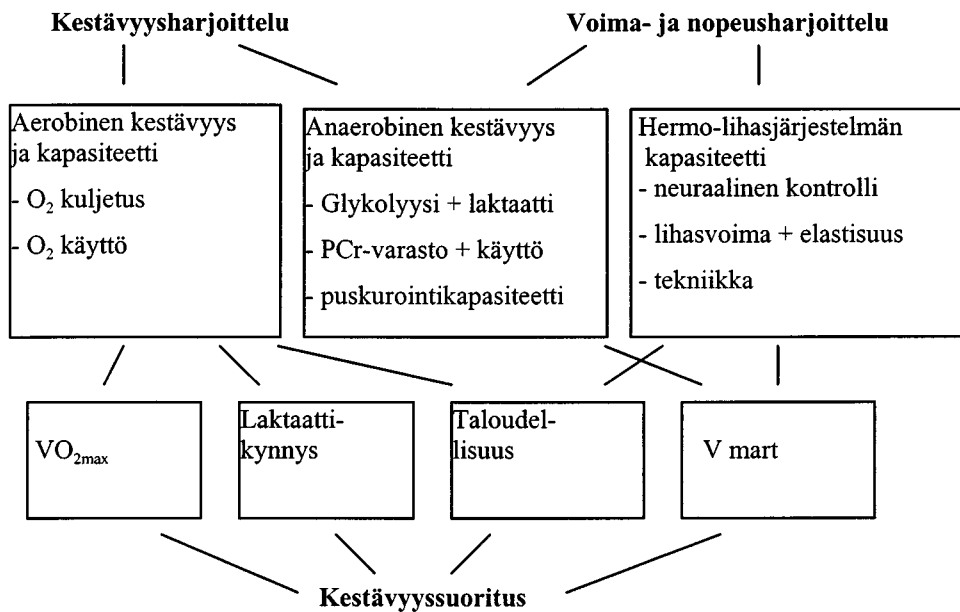 Kestävyysharjoittelu
Voima- ja nopeusharjoittelu
Aerobinen kestävyys
ja kapasiteetti
- O₂ kuljetus
- O₂ käyttö
Anaerobinen kestävyys
ja kapasiteetti
- Glykolyysi + laktaatti
- PCr-varasto + käyttö
- puskurointikapasiteetti
Hermo-lihasjärjestelmän
kapasiteetti
- neuraalinen kontrolli
- lihasvoima + elastisuus
- tekniikka
VO₂max
Laktaatti-
kynnys
Taloudel-
lisuus
V mart
Kestävyyssuoritus